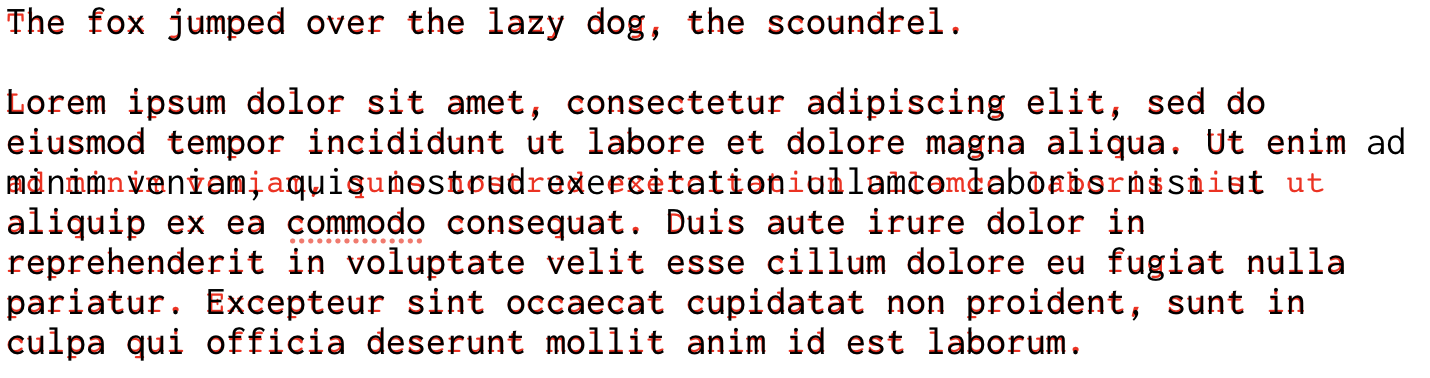 The fox jumped over the lazy dog, the scoundrel.
Lorem ipsum dolor sit amet, consectetur adipiscing elit, sed do
eiusmod tempor incididunt ut labore et dolore magna aliqua. Ut enim ad
minim veniam, quis nostrud exercitation ullamco laboris nisi ut
aliquip ex ea commodo consequat. Duis aute irure dolor in
reprehenderit in voluptate velit esse cillum dolore eu fugiat nulla
pariatur. Excepteur sint occaecat cupidatat non proident, sunt in
culpa qui officia deserunt mollit anim id est laborum.